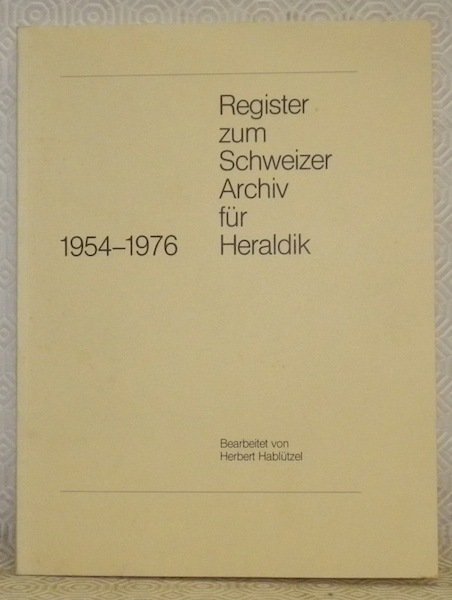 Register
zum
Schweizer
Archiv
für
Heraldik
1954–1976
Bearbeitet von
Herbert Hablützel